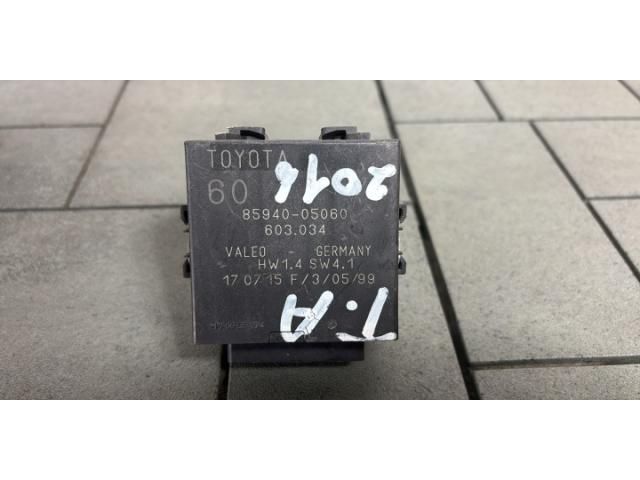 TOYOTA
60
2016
85940-05060
603.034
VALEO - GERMANY
HW1.4 SW4.1
17 07 15 F/3/05/99
T.A